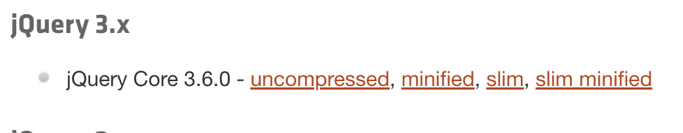 jQuery 3.x
jQuery Core 3.6.0 - uncompressed, minified, slim, slim minified